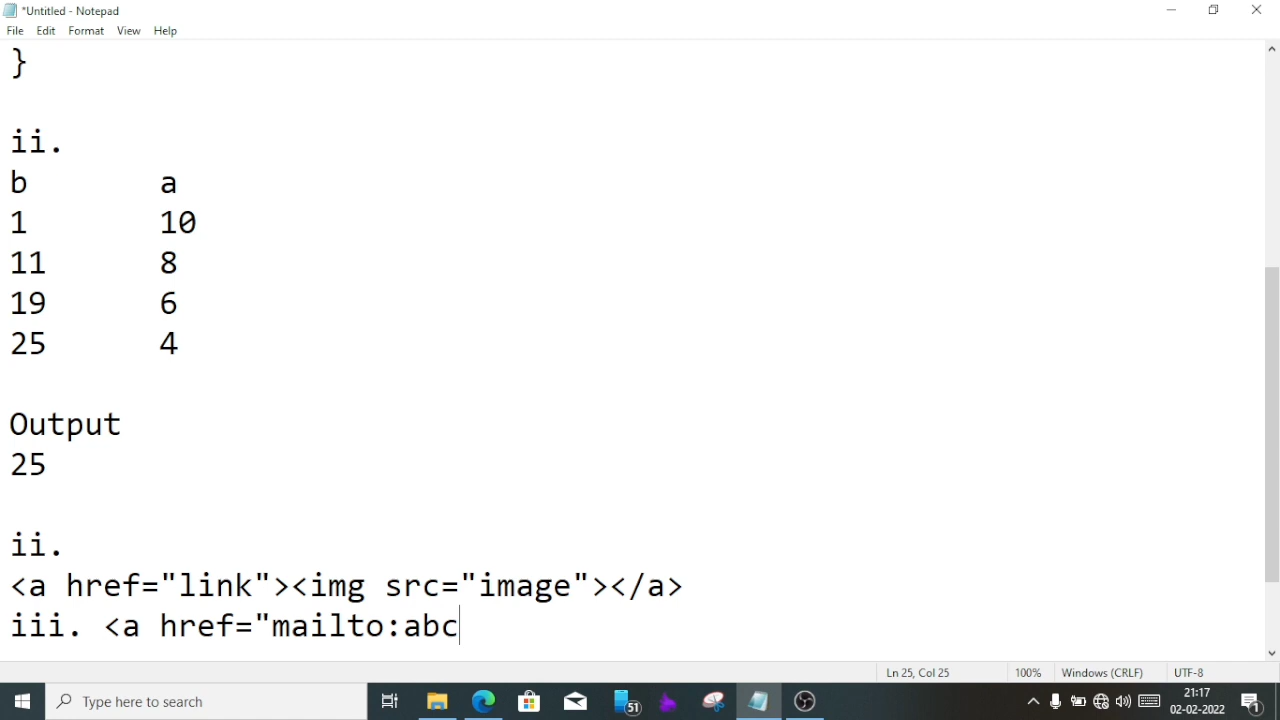 *Untitled - Notepad
File Edit Format View Help
}
ii.
b a
1 10
11 8
19 6
25 4
Output
25
ii.
<a href="link"><img src="image"></a>
iii. <a href="mailto:abc
Ln 25, Col 25 100% Windows (CRLF) UTF-8
Type here to search
51
21:17
02-02-2022
1